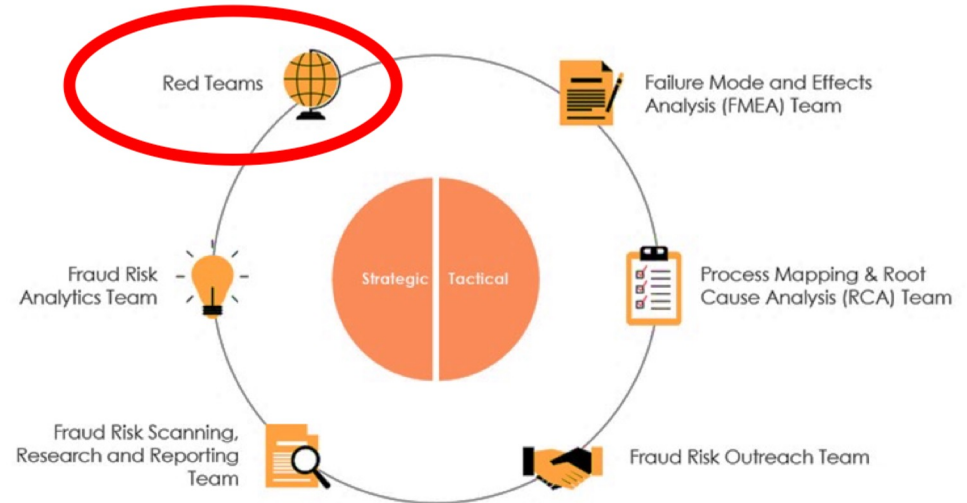 Red Teams
Failure Mode and Effects
Analysis (FMEA) Team
Fraud Risk
Analytics Team
Strategic
Tactical
Process Mapping & Root
Cause Analysis (RCA) Team
Fraud Risk Scanning,
Research and Reporting
Team
Fraud Risk Outreach Team